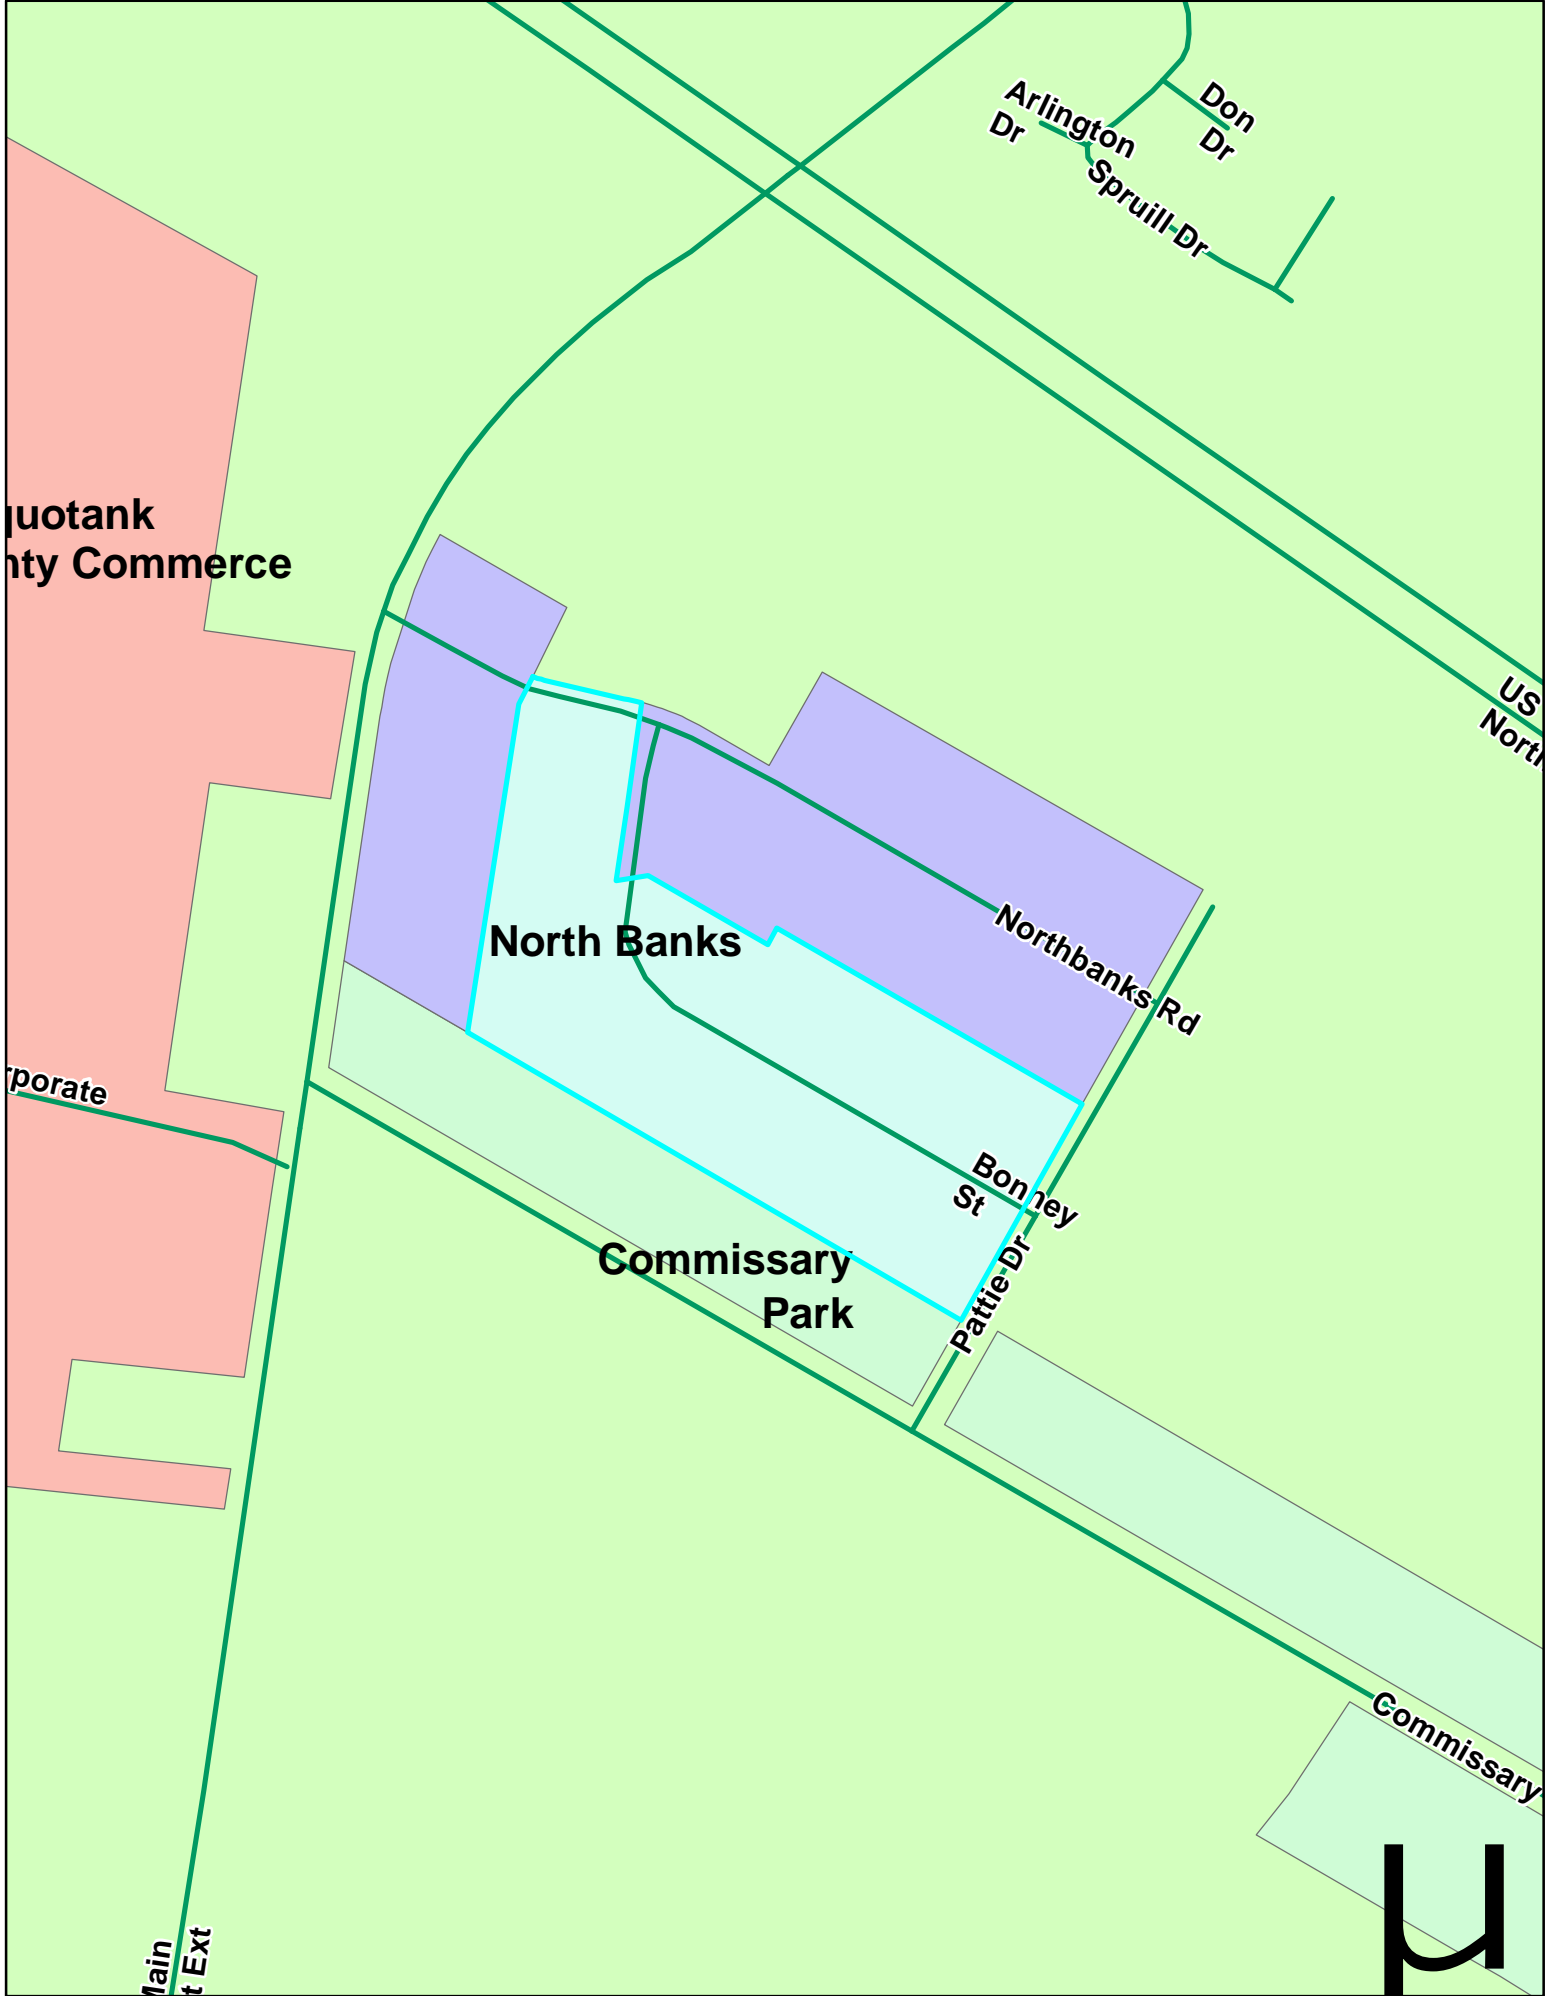 Arlington
Dr
Don
Dr
Spruill Dr
quotank
nty Commerce
US
North
North Banks
Northbanks Rd
rporate
Bonney
St
Pattie Dr
Commissary
Park
Commissary
Main
t Ext
µ